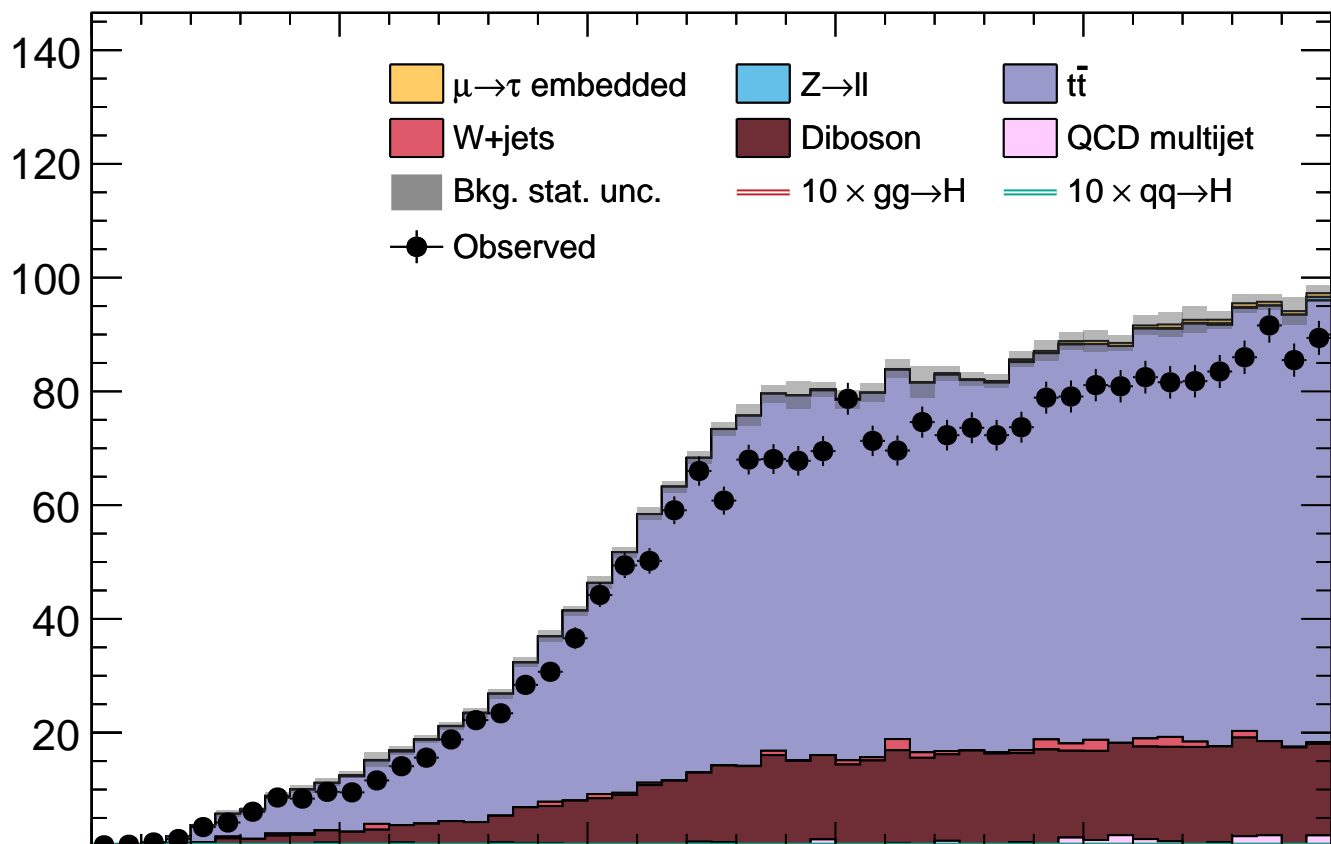 140
120
100
80
60
40
20
μ→τ embedded Z→ll tt̄
W+jets Diboson QCD multijet
Bkg. stat. unc. 10 × gg→H 10 × qq→H
Observed